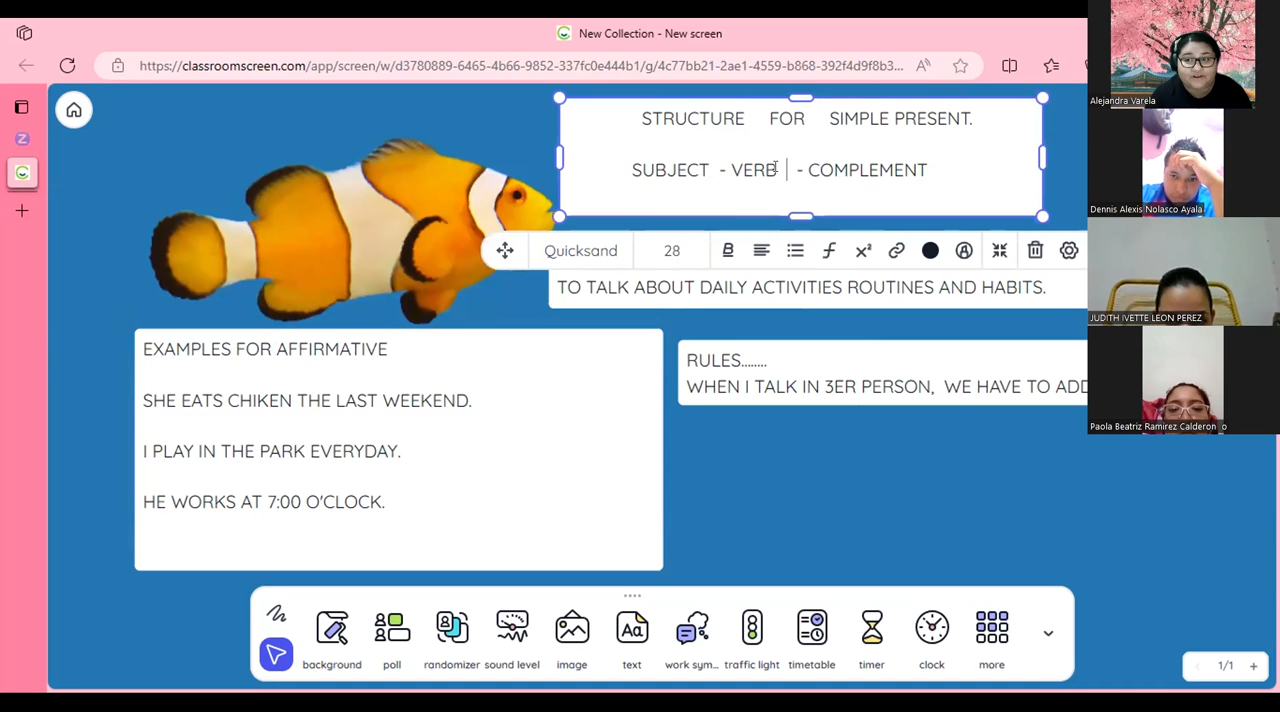 New Collection - New screen
https://classroomscreen.com/app/screen/w/d3780889-6465-4b66-9852-337fc0e444b1/g/4c77bb21-2ae1-4559-b868-392f4d9f8b3...
Alejandra Varela
STRUCTURE FOR SIMPLE PRESENT.
SUBJECT - VERB - COMPLEMENT
Dennis Alexis Nolasco Ayala
Quicksand 28
TO TALK ABOUT DAILY ACTIVITIES ROUTINES AND HABITS.
JUDITH IVETTE LEON PEREZ
EXAMPLES FOR AFFIRMATIVE
SHE EATS CHIKEN THE LAST WEEKEND.
I PLAY IN THE PARK EVERYDAY.
HE WORKS AT 7:00 O'CLOCK.
RULES........
WHEN I TALK IN 3ER PERSON, WE HAVE TO ADD
Paola Beatriz Ramirez Calderon o
background poll randomizer sound level image text work sym... traffic light timetable timer clock more
1/1